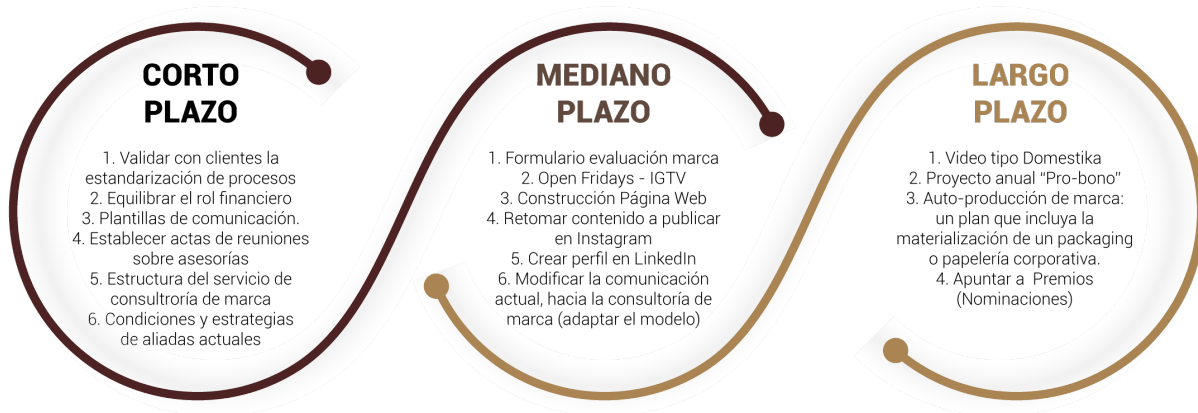 CORTO
PLAZO
1. Validar con clientes la
estandarización de procesos
2. Equilibrar el rol financiero
3. Plantillas de comunicación.
4. Establecer actas de reuniones
sobre asesorías
5. Estructura del servicio de
consultroría de marca
6. Condiciones y estrategias
de aliadas actuales
MEDIANO
PLAZO
1. Formulario evaluación marca
2. Open Fridays - IGTV
3. Construcción Página Web
4. Retomar contenido a publicar
en Instagram
5. Crear perfil en LinkedIn
6. Modificar la comunicación
actual, hacia la consultoría de
marca (adaptar el modelo)
LARGO
PLAZO
1. Video tipo Domestika
2. Proyecto anual “Pro-bono”
3. Auto-producción de marca:
un plan que incluya la
materialización de un packaging
o papelería corporativa.
4. Apuntar a Premios
(Nominaciones)